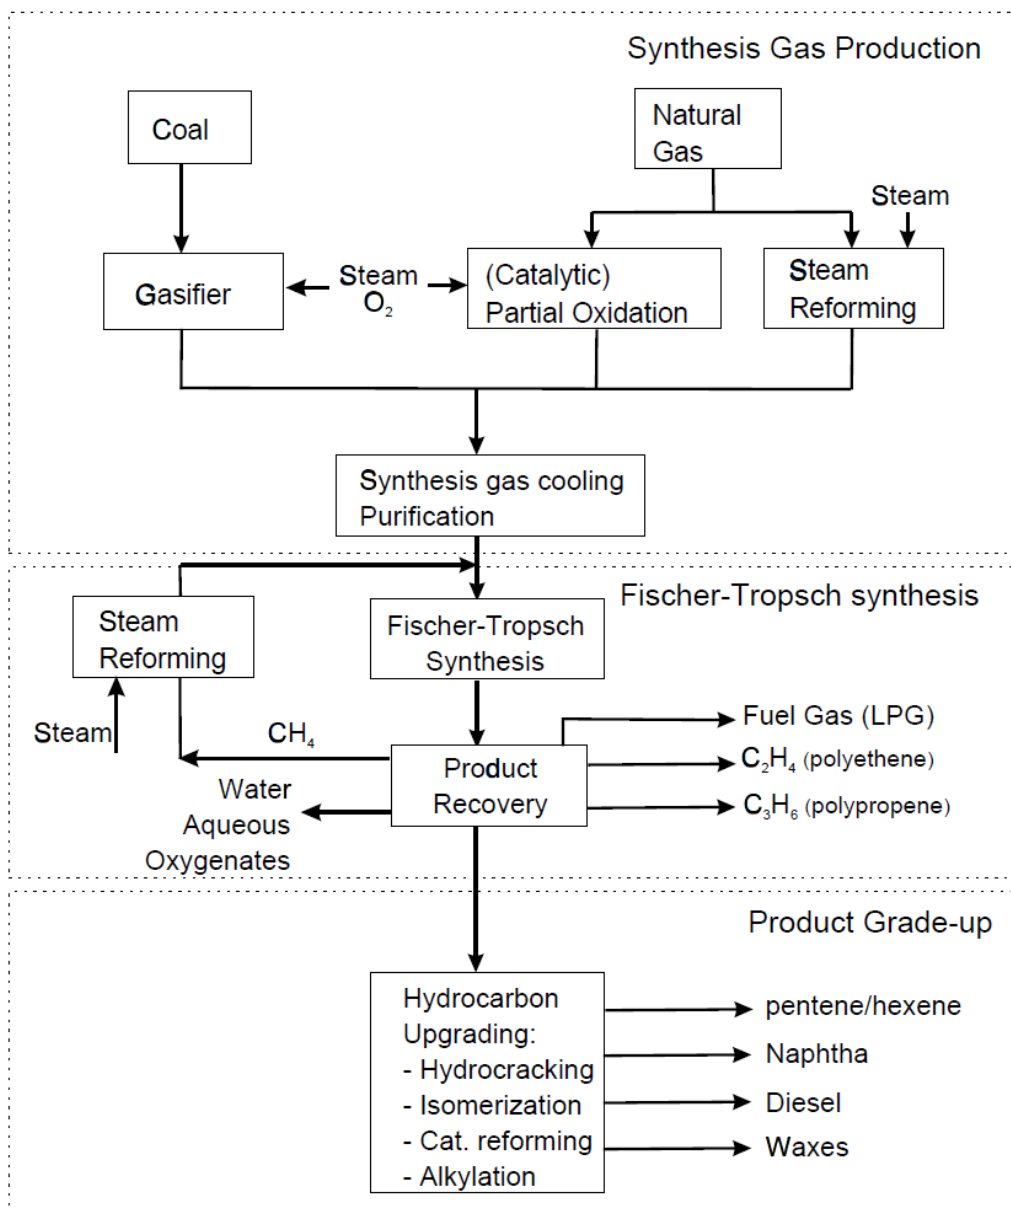 Synthesis Gas Production
Coal
Natural
Gas
Steam
Gasifier
Steam
O₂
(Catalytic)
Partial Oxidation
Steam
Reforming
Synthesis gas cooling
Purification
Fischer-Tropsch synthesis
Steam
Reforming
Fischer-Tropsch
Synthesis
Steam
CH₄
Product
Recovery
Fuel Gas (LPG)
C₂H₄ (polyethene)
C₃H₆ (polypropene)
Water
Aqueous
Oxygenates
Product Grade-up
Hydrocarbon
Upgrading:
- Hydrocracking
- Isomerization
- Cat. reforming
- Alkylation
pentene/hexene
Naphtha
Diesel
Waxes